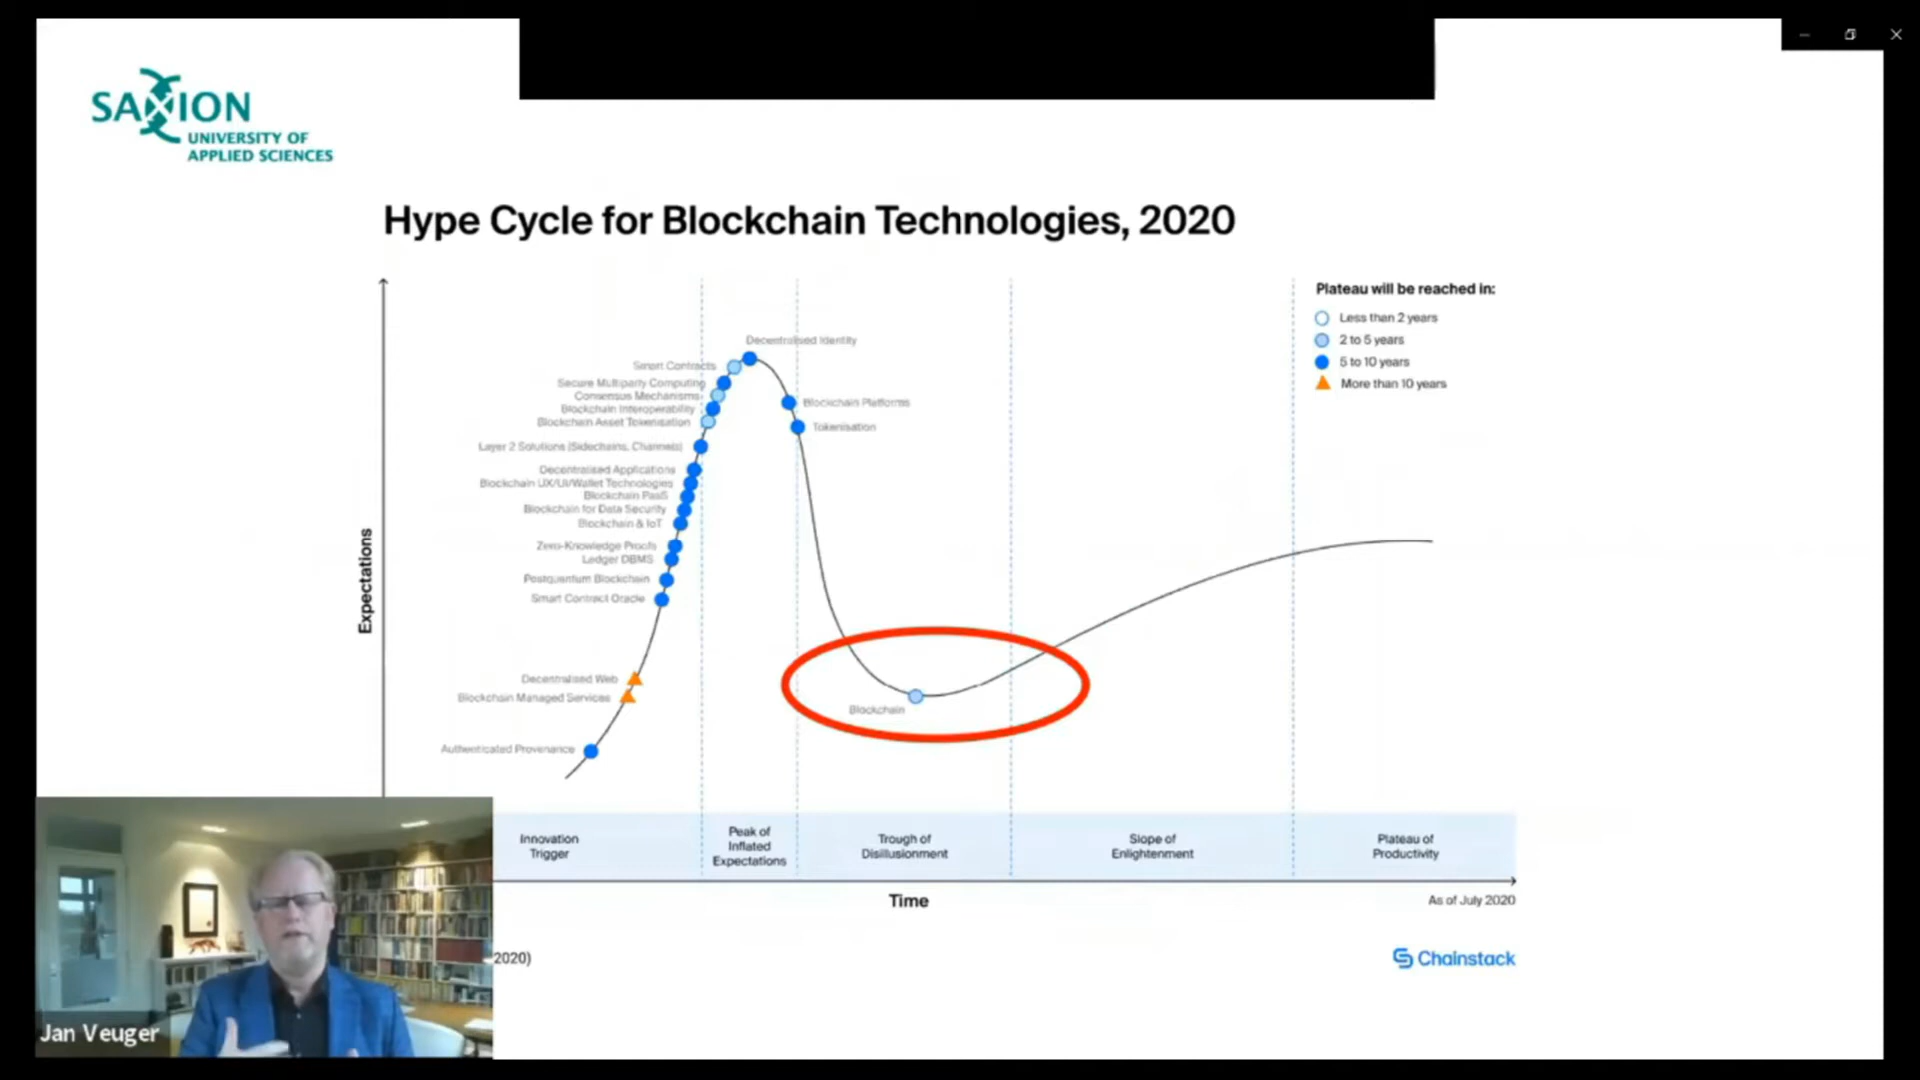 SAXION
UNIVERSITY OF
APPLIED SCIENCES
Hype Cycle for Blockchain Technologies, 2020
Plateau will be reached in:
Less than 2 years
2 to 5 years
5 to 10 years
More than 10 years
Decentralised Identity
Smart Contracts
Secure Multiparty Computing
Consensus Mechanisms
Blockchain Interoperability
Blockchain Asset Tokenisation
Blockchain Platforms
Tokenisation
Layer 2 Solutions (Sidechains, Channels)
Decentralised Applications
Blockchain UX/UI/Wallet Technologies
Blockchain PaaS
Blockchain for Data Security
Blockchain & IoT
Zero-Knowledge Proofs
Ledger DBMS
Postquantum Blockchain
Smart Contract Oracle
Decentralised Web
Blockchain Managed Services
Blockchain
Authenticated Provenance
Expectations
Innovation
Trigger
Peak of
Inflated
Expectations
Trough of
Disillusionment
Slope of
Enlightenment
Plateau of
Productivity
Time
As of July 2020
2020)
Chainstack
Jan Veuger